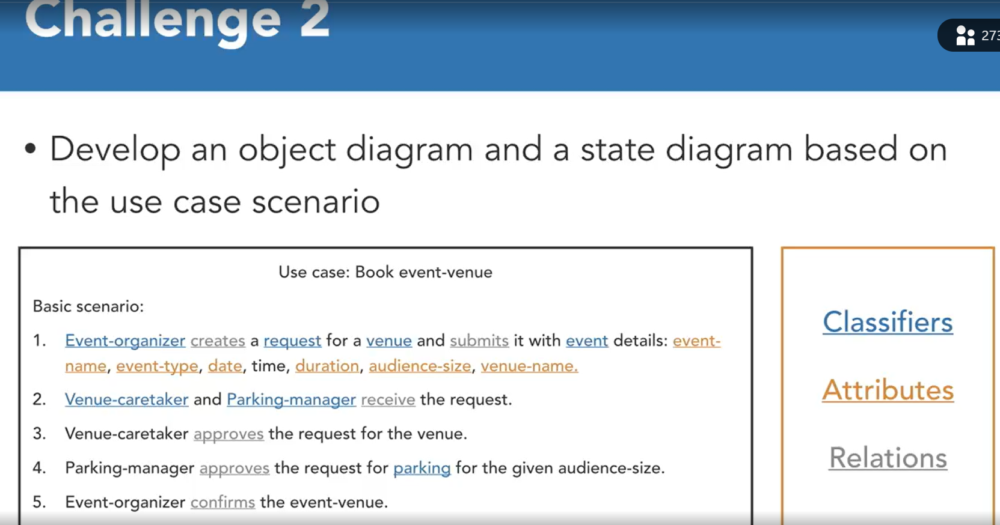 Challenge 2
273
• Develop an object diagram and a state diagram based on
the use case scenario
Use case: Book event-venue
Basic scenario:
1. Event-organizer creates a request for a venue and submits it with event details: event-
name, event-type, date, time, duration, audience-size, venue-name.
2. Venue-caretaker and Parking-manager receive the request.
3. Venue-caretaker approves the request for the venue.
4. Parking-manager approves the request for parking for the given audience-size.
5. Event-organizer confirms the event-venue.
Classifiers
Attributes
Relations